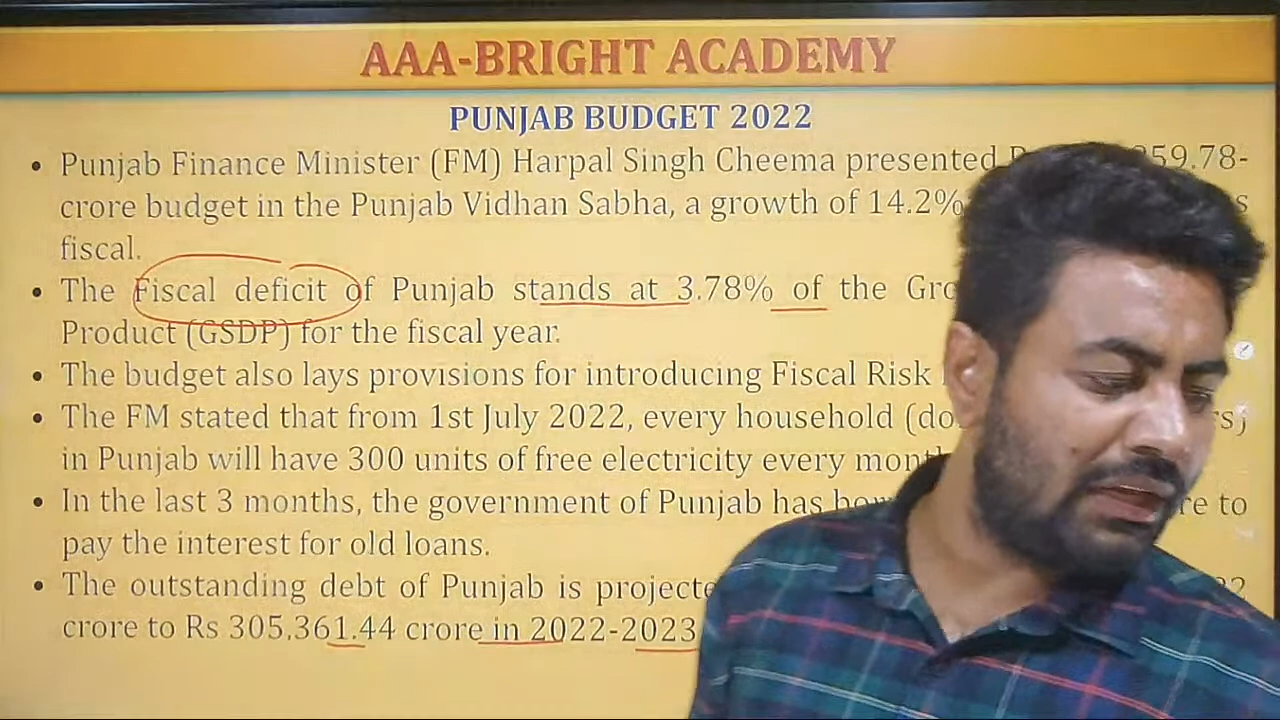 AAA-BRIGHT ACADEMY
PUNJAB BUDGET 2022
• Punjab Finance Minister (FM) Harpal Singh Cheema presented 59.78-
crore budget in the Punjab Vidhan Sabha, a growth of 14.2%
fiscal.
• The Fiscal deficit of Punjab stands at 3.78% of the
Product (GSDP) for the fiscal year.
• The budget also lays provisions for introducing Fiscal Risk
• The FM stated that from 1st July 2022, every household
in Punjab will have 300 units of free electricity every
• In the last 3 months, the government of Punjab has to
pay the interest for old loans.
• The outstanding debt of Punjab is
crore to Rs 305,361.44 crore in 2022-2023